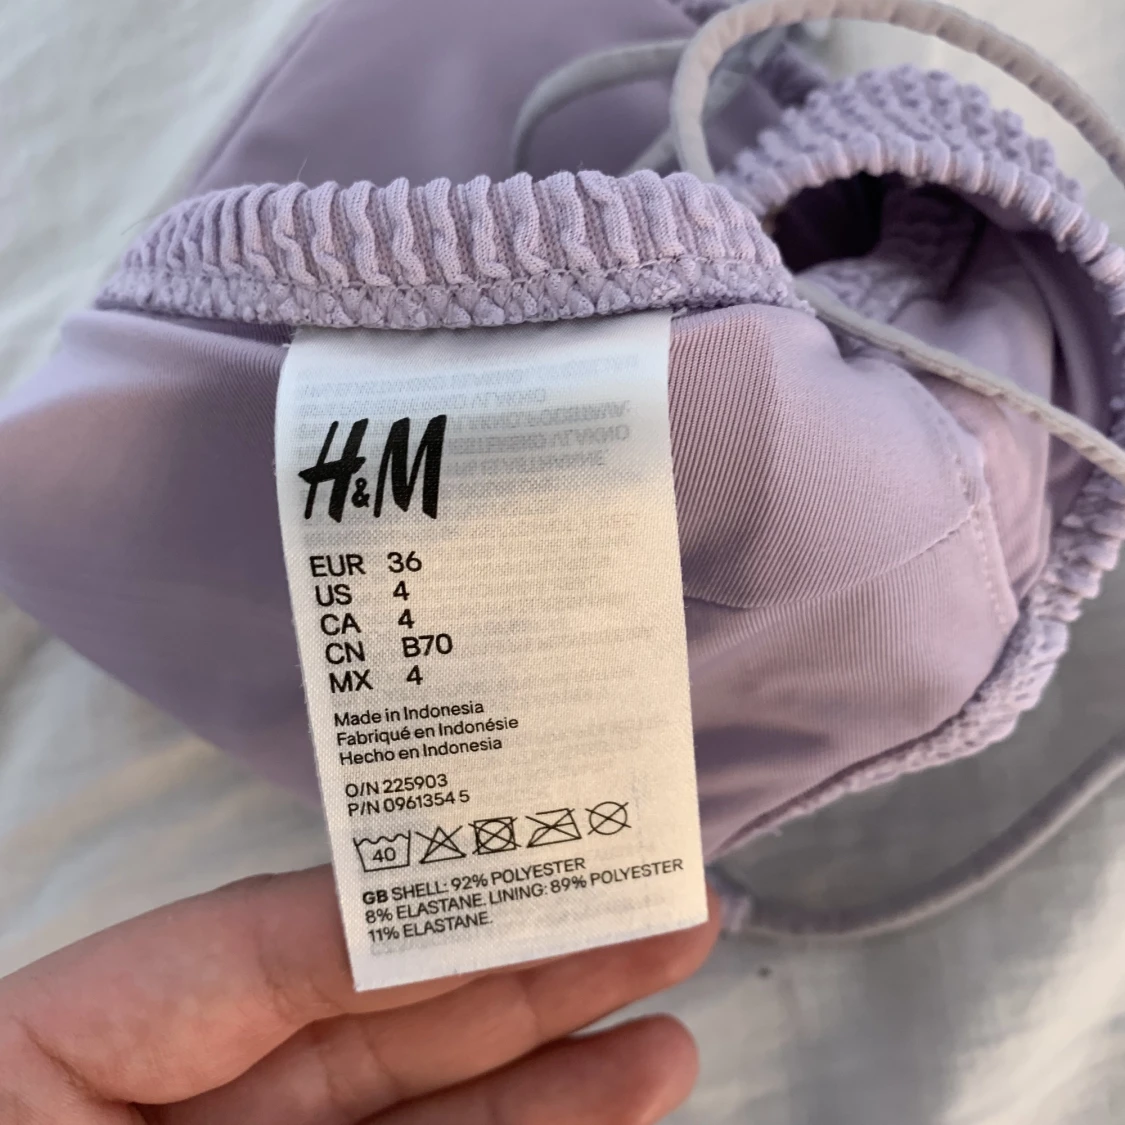 H&M
EUR 36
US 4
CA 4
CN B70
MX 4
Made in Indonesia
Fabriqué en Indonésie
Hecho en Indonesia
O/N 225903
P/N 0961354 5
40
GB SHELL: 92% POLYESTER
8% ELASTANE. LINING: 89% POLYESTER
11% ELASTANE.